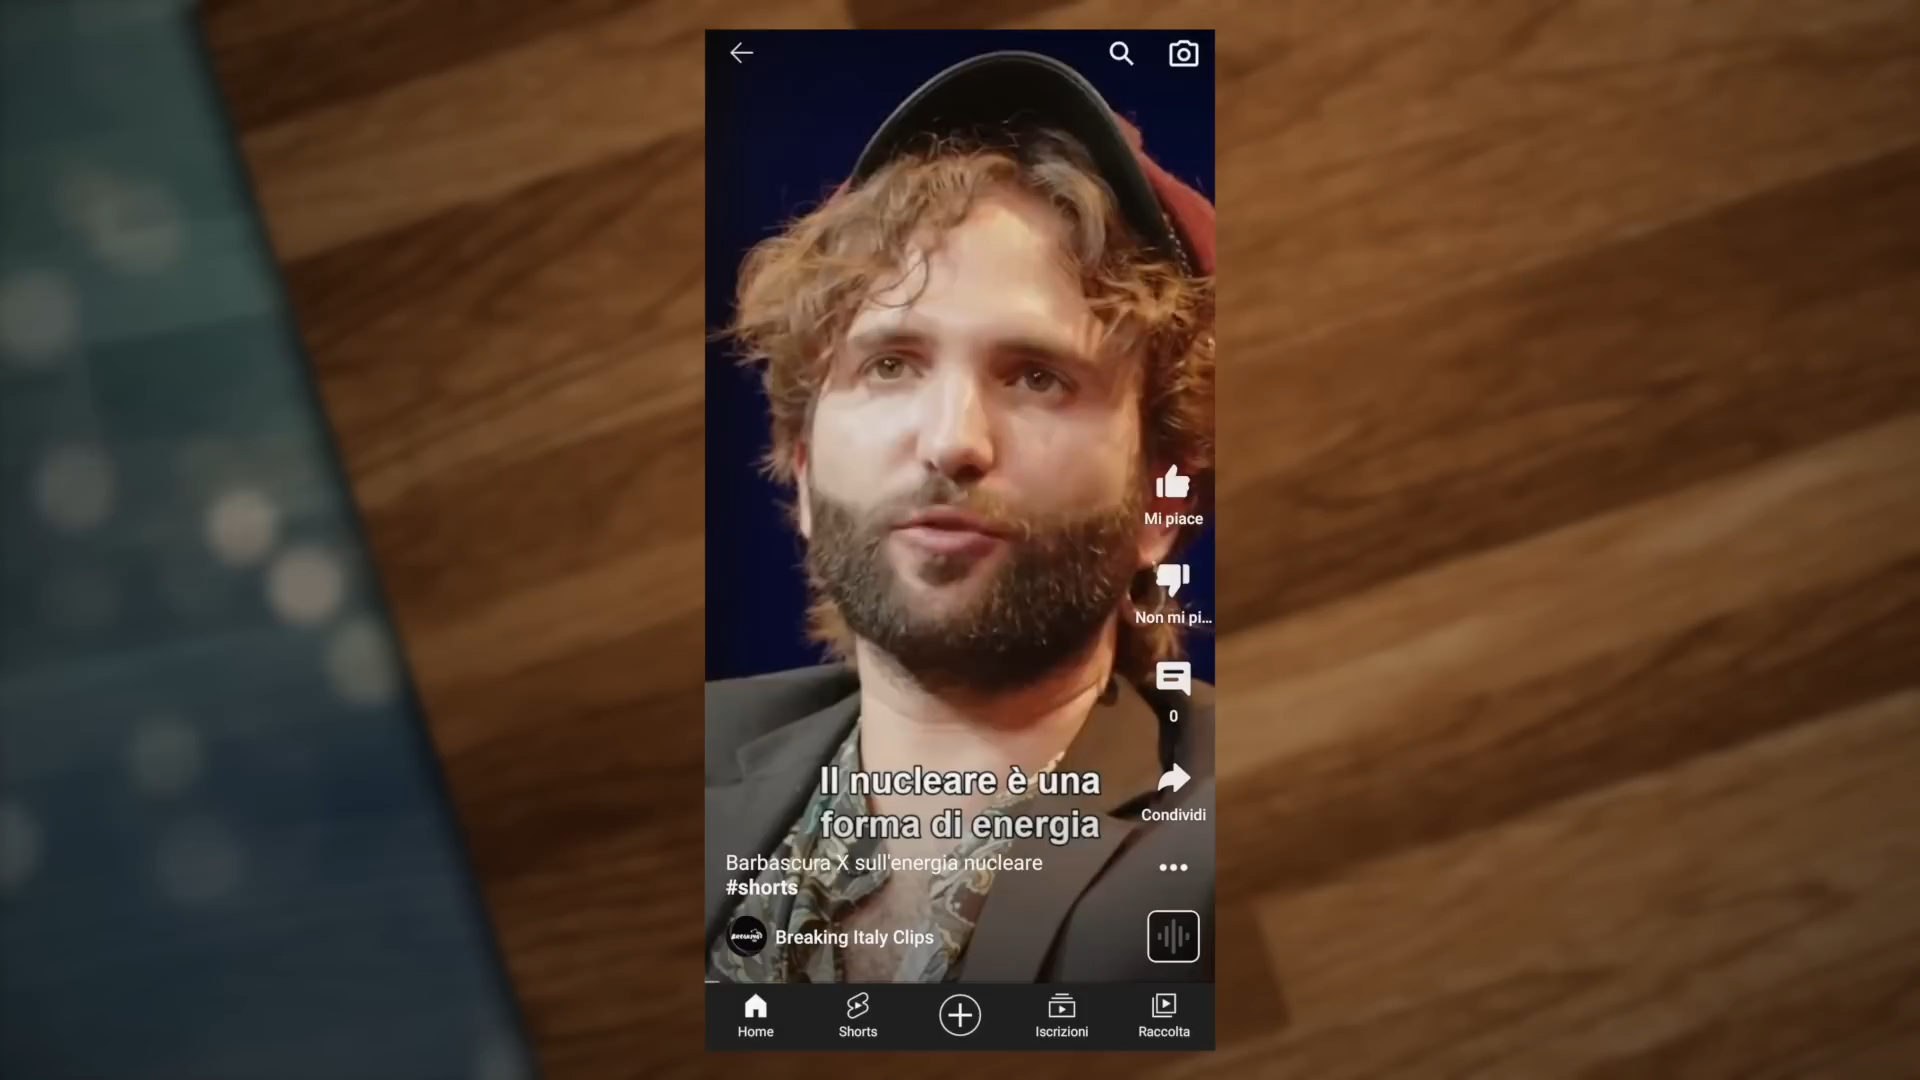 Mi piace
Non mi pi...
0
Condividi
Il nucleare è una
forma di energia
Barbascura X sull'energia nucleare
#shorts
Breaking Italy Clips
Home
Shorts
Iscrizioni
Raccolta